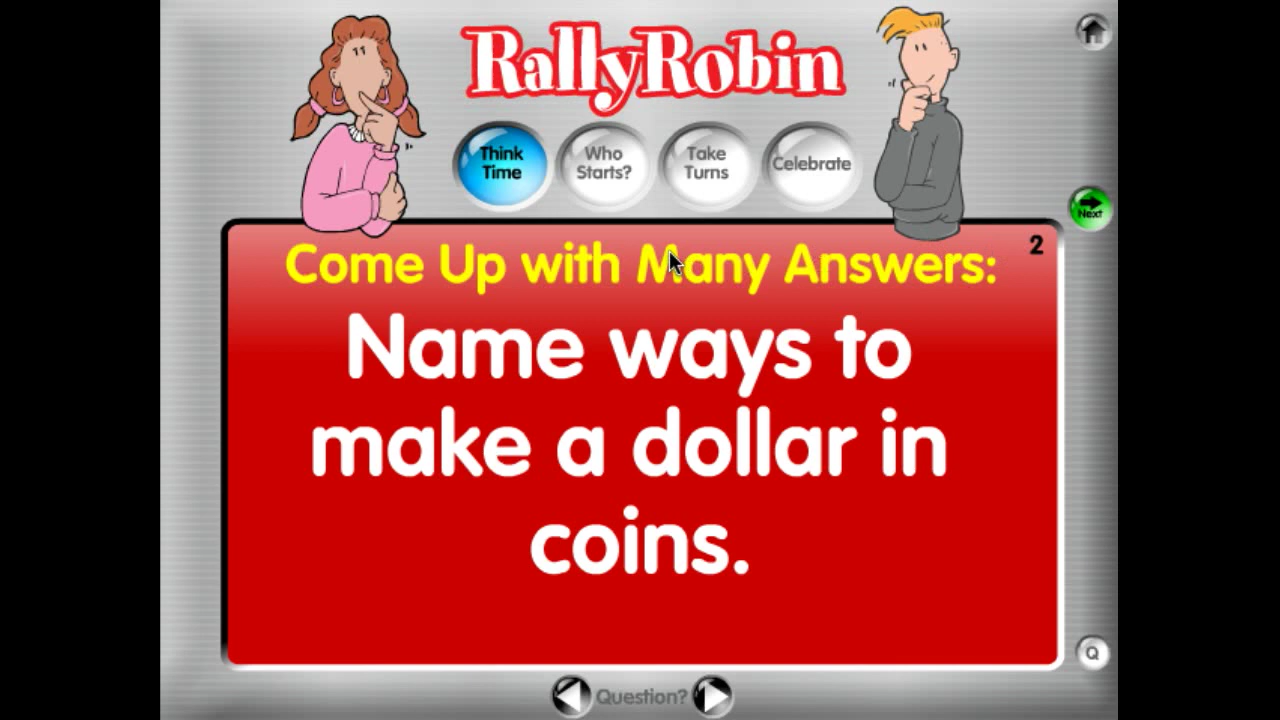 RallyRobin
Think
Time
Who
Starts?
Take
Turns
Celebrate
Next
2
Come Up with Many Answers:
Name ways to
make a dollar in
coins.
Q
Question?